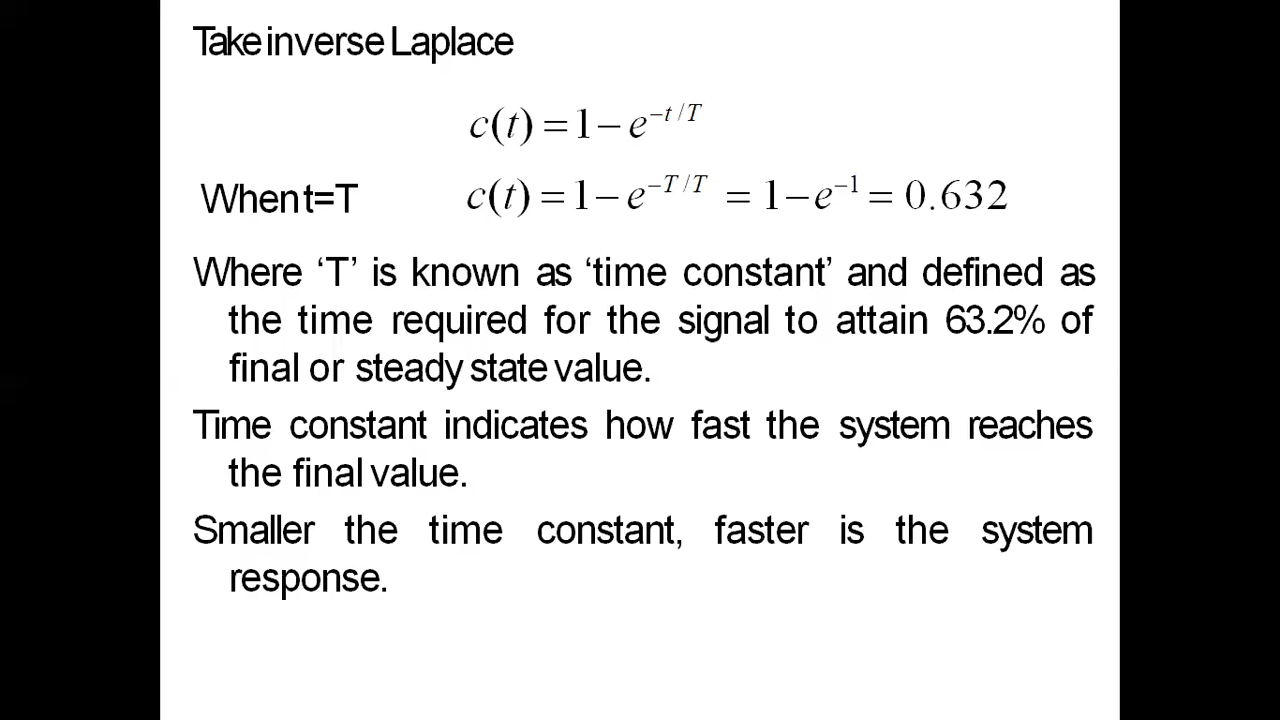 Take inverse Laplace
c(t) = 1 − e^{−t/T}
When t=T c(t) = 1 − e^{−T/T} = 1 − e^{−1} = 0.632
Where ‘T’ is known as ‘time constant’ and defined as
the time required for the signal to attain 63.2% of
final or steady state value.
Time constant indicates how fast the system reaches
the final value.
Smaller the time constant, faster is the system
response.